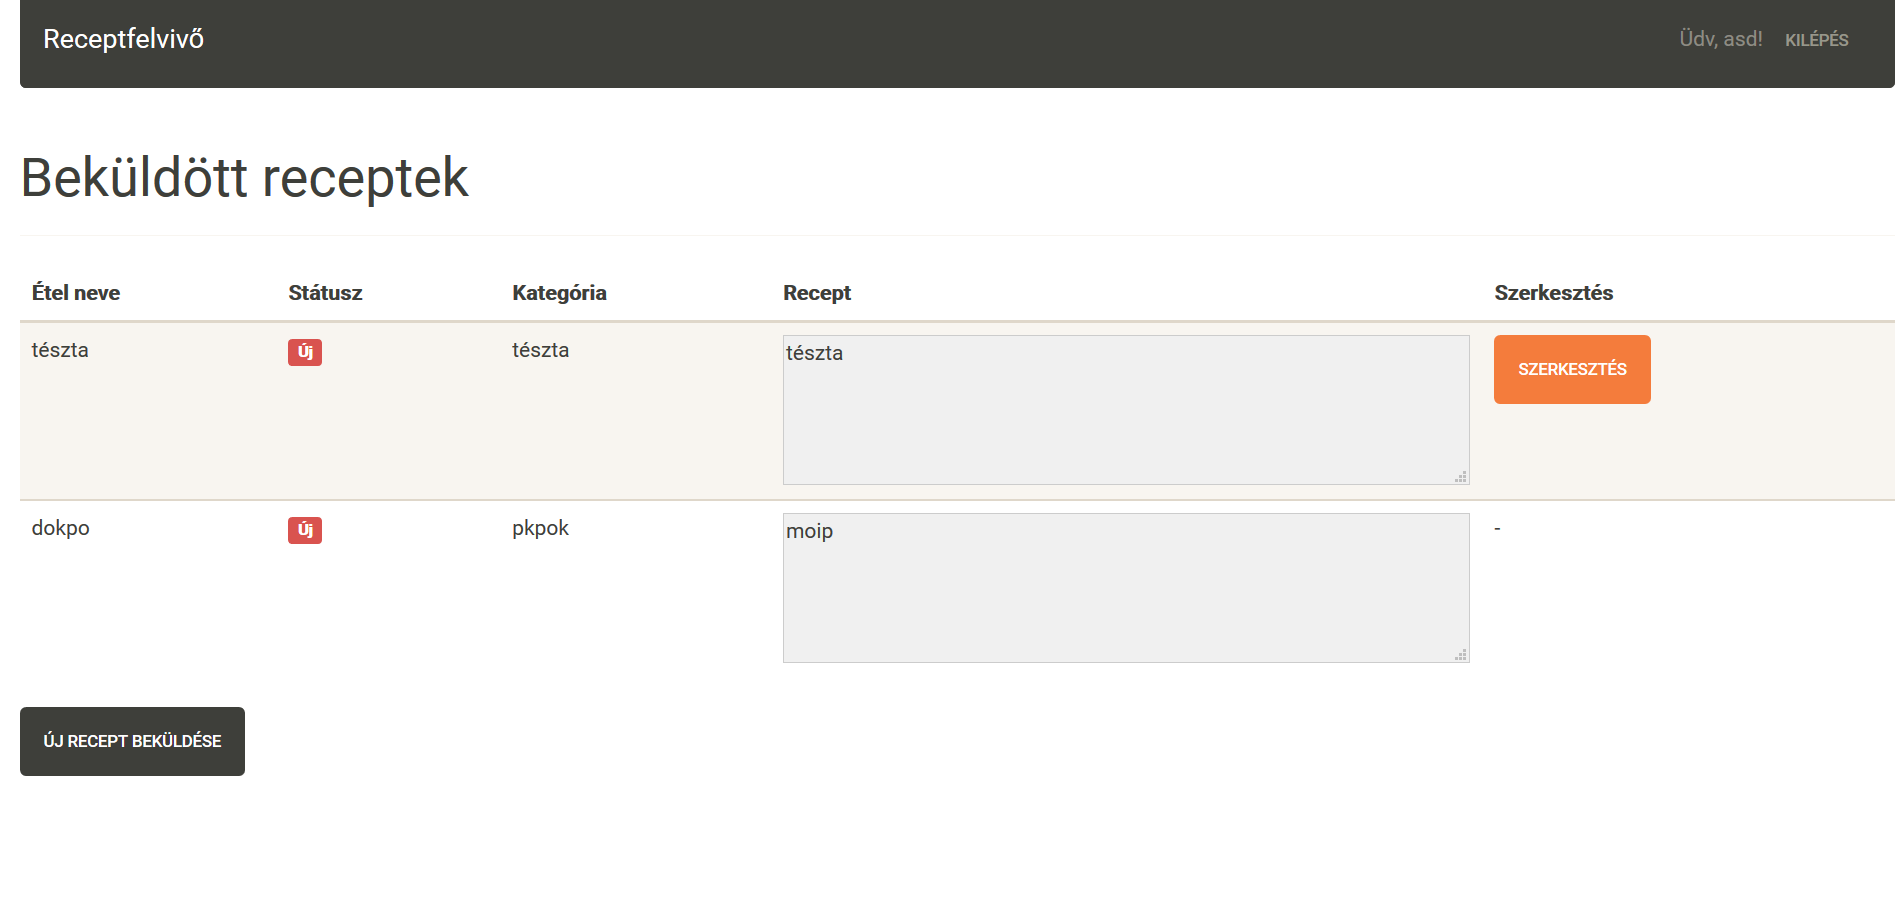 Receptfelvivő Üdv, asd! KILÉPÉS
Beküldött receptek
Étel neve Státusz Kategória Recept Szerkesztés
tészta Új tészta tészta SZERKESZTÉS
dokpo Új pkpok moip -
ÚJ RECEPT BEKÜLDÉSE